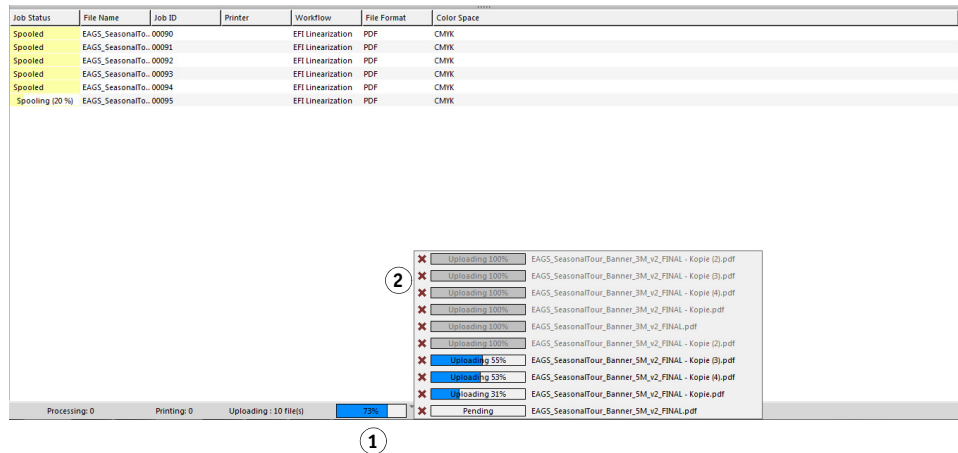 Job Status File Name Job ID Printer Workflow File Format Color Space
Spooled EAGS_SeasonalTo.. 00090 EFI Linearization PDF CMYK
Spooled EAGS_SeasonalTo.. 00091 EFI Linearization PDF CMYK
Spooled EAGS_SeasonalTo.. 00092 EFI Linearization PDF CMYK
Spooled EAGS_SeasonalTo.. 00093 EFI Linearization PDF CMYK
Spooled EAGS_SeasonalTo.. 00094 EFI Linearization PDF CMYK
Spooling (20 %) EAGS_SeasonalTo.. 00095 EFI Linearization PDF CMYK
Uploading 100% EAGS_SeasonalTour_Banner_3M_v2_FINAL - Kopie (2).pdf
2 Uploading 100% EAGS_SeasonalTour_Banner_3M_v2_FINAL - Kopie (3).pdf
Uploading 100% EAGS_SeasonalTour_Banner_3M_v2_FINAL - Kopie (4).pdf
Uploading 100% EAGS_SeasonalTour_Banner_3M_v2_FINAL - Kopie.pdf
Uploading 100% EAGS_SeasonalTour_Banner_3M_v2_FINAL.pdf
Uploading 100% EAGS_SeasonalTour_Banner_5M_v2_FINAL - Kopie (2).pdf
Uploading 55% EAGS_SeasonalTour_Banner_5M_v2_FINAL - Kopie (3).pdf
Uploading 53% EAGS_SeasonalTour_Banner_5M_v2_FINAL - Kopie (4).pdf
Uploading 31% EAGS_SeasonalTour_Banner_5M_v2_FINAL - Kopie.pdf
Processing: 0 Printing: 0 Uploading : 10 file(s) 73% Pending EAGS_SeasonalTour_Banner_5M_v2_FINAL.pdf
1